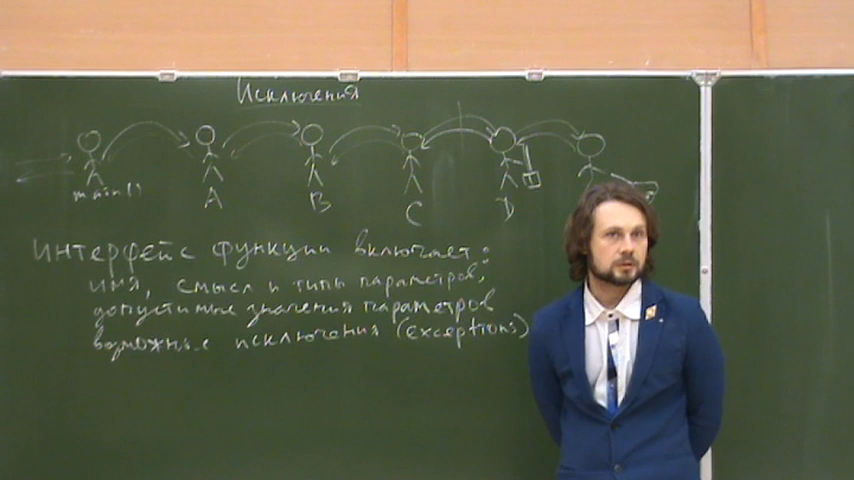 Исключения
main()
A
B
C
D
интерфейс функции включает:
имя, смысл и типы параметров,
допустимые значения параметров
возможные исключения (exceptions)